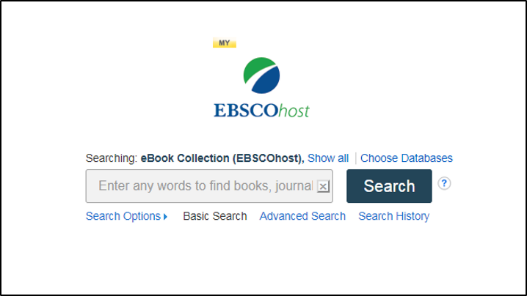 MY
EBSCOhost
Searching: eBook Collection (EBSCOhost), Show all Choose Databases
Enter any words to find books, journal
Search ?
Search Options Basic Search Advanced Search Search History